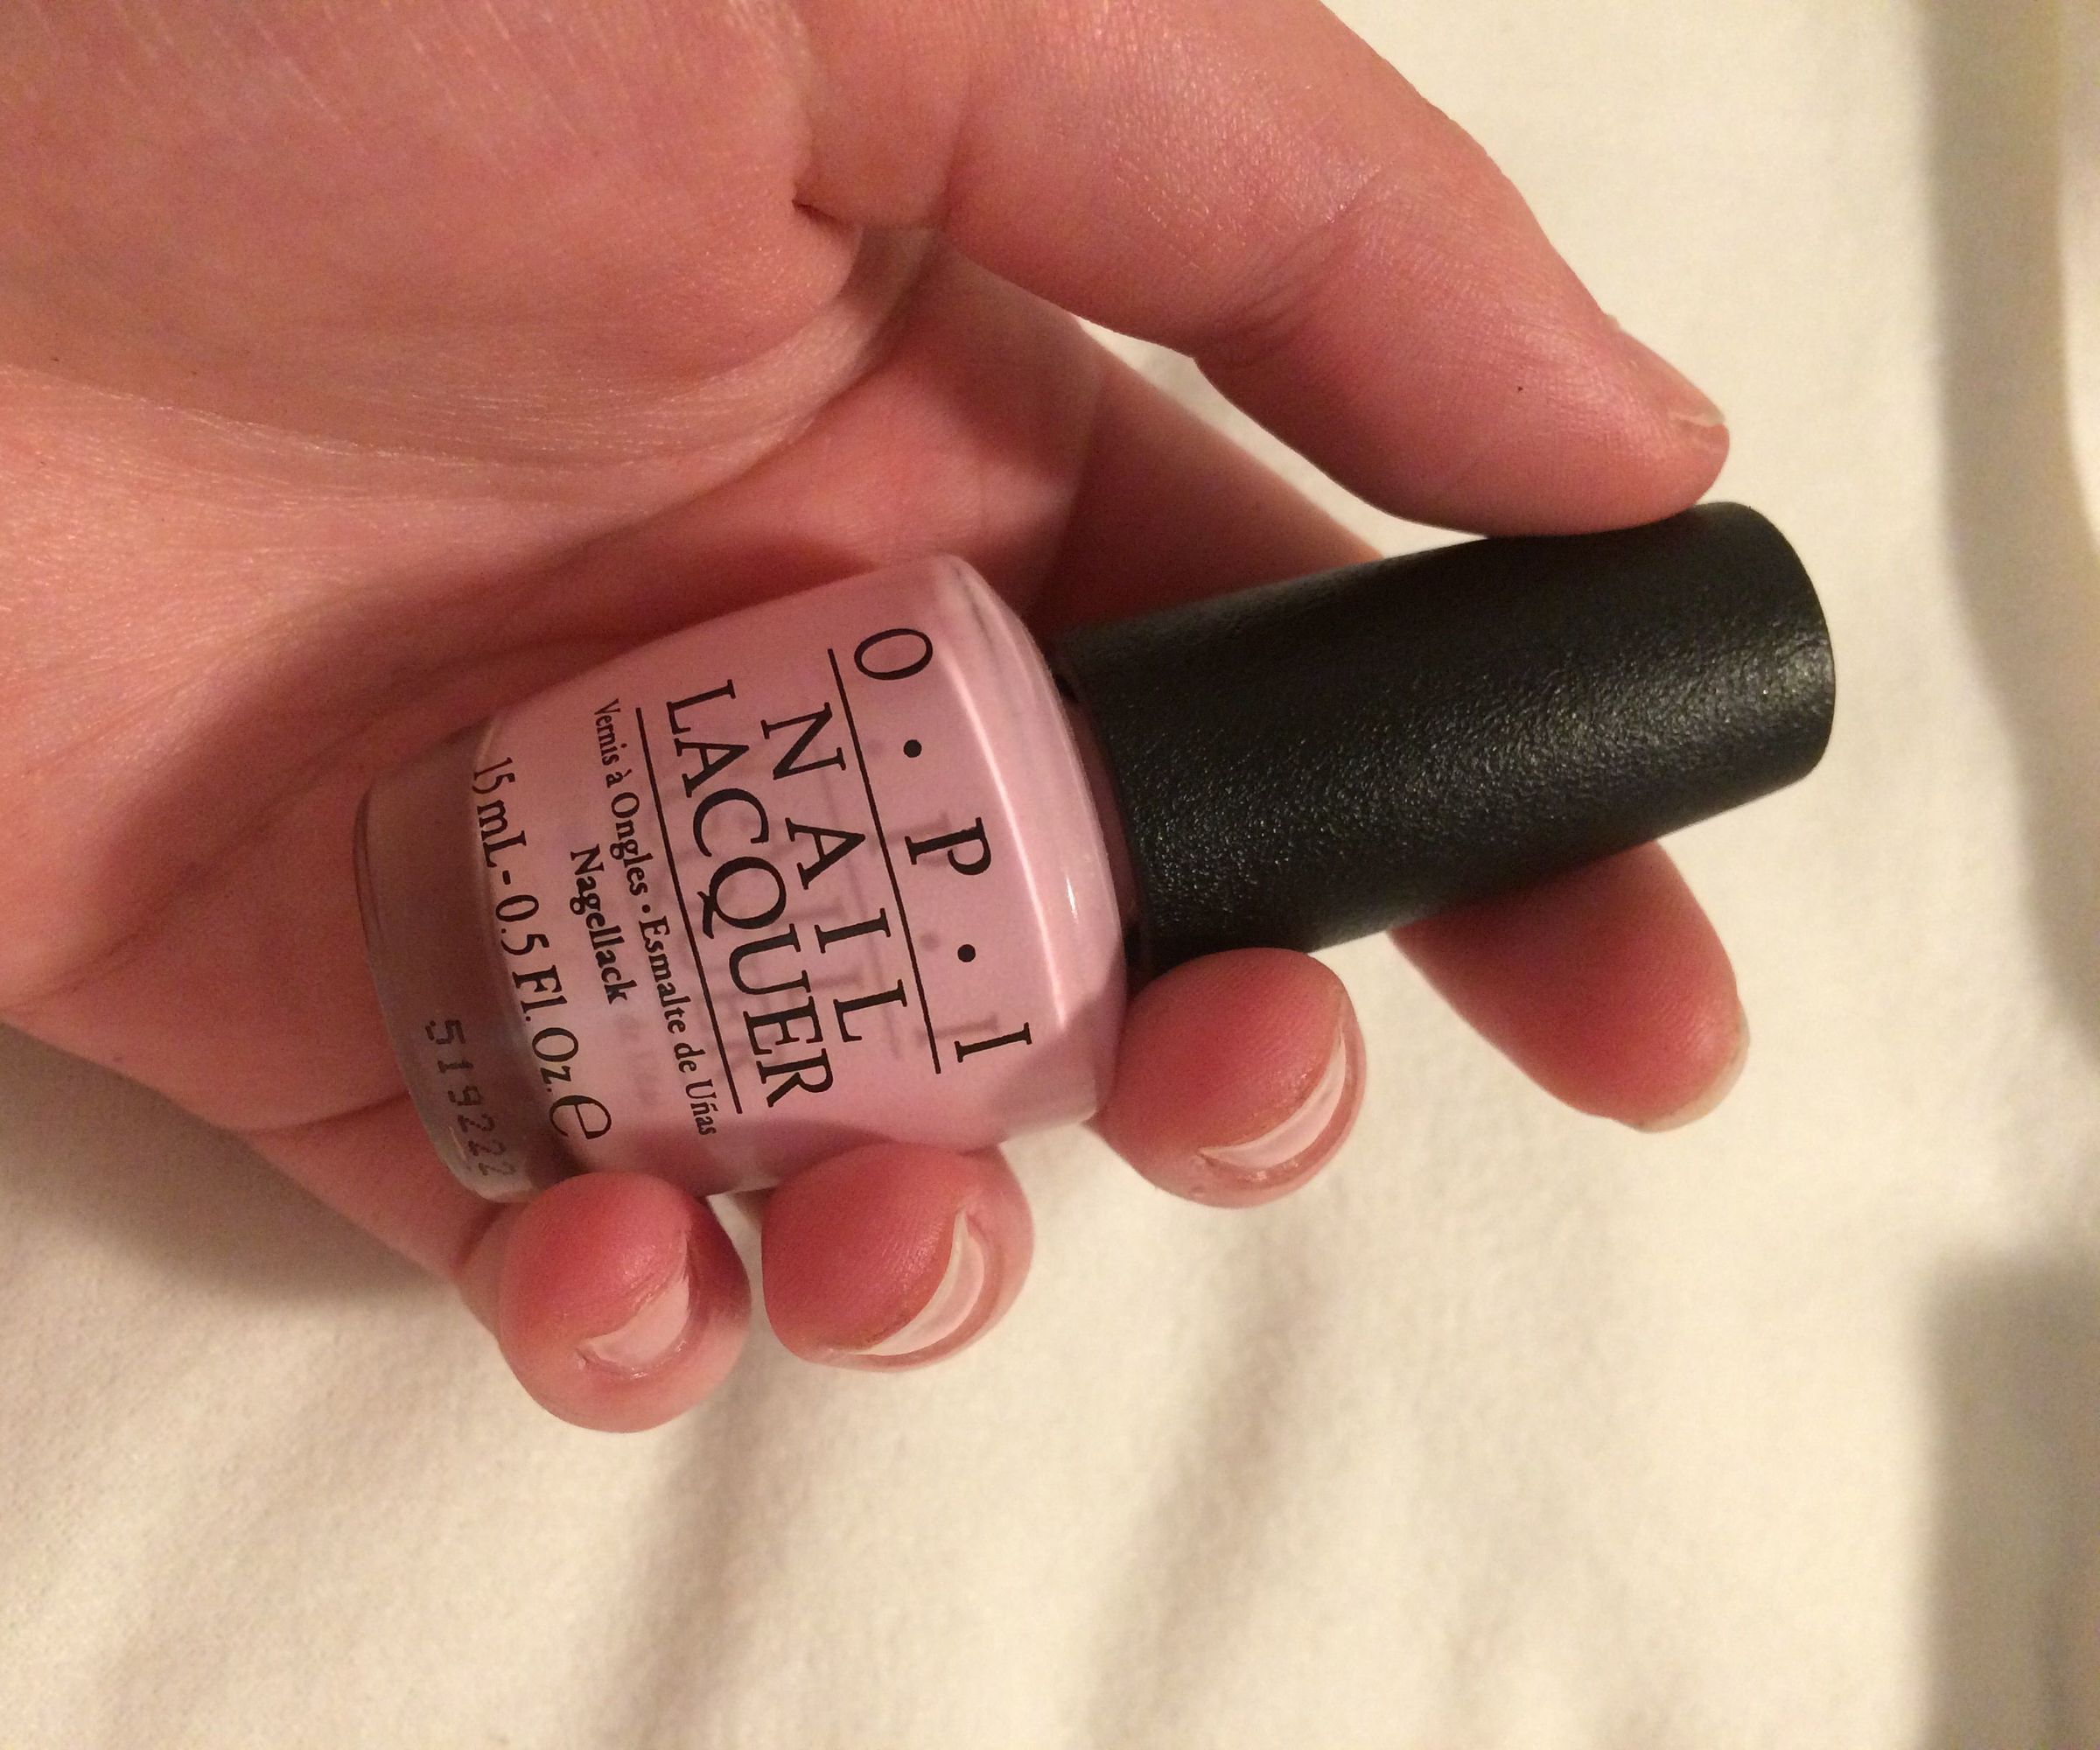 O•P•I
NAIL
LACQUER
Vernis à Ongles • Esmalte de Uñas
Nagellack
15 mL - 0.5 Fl. Oz. e
519222